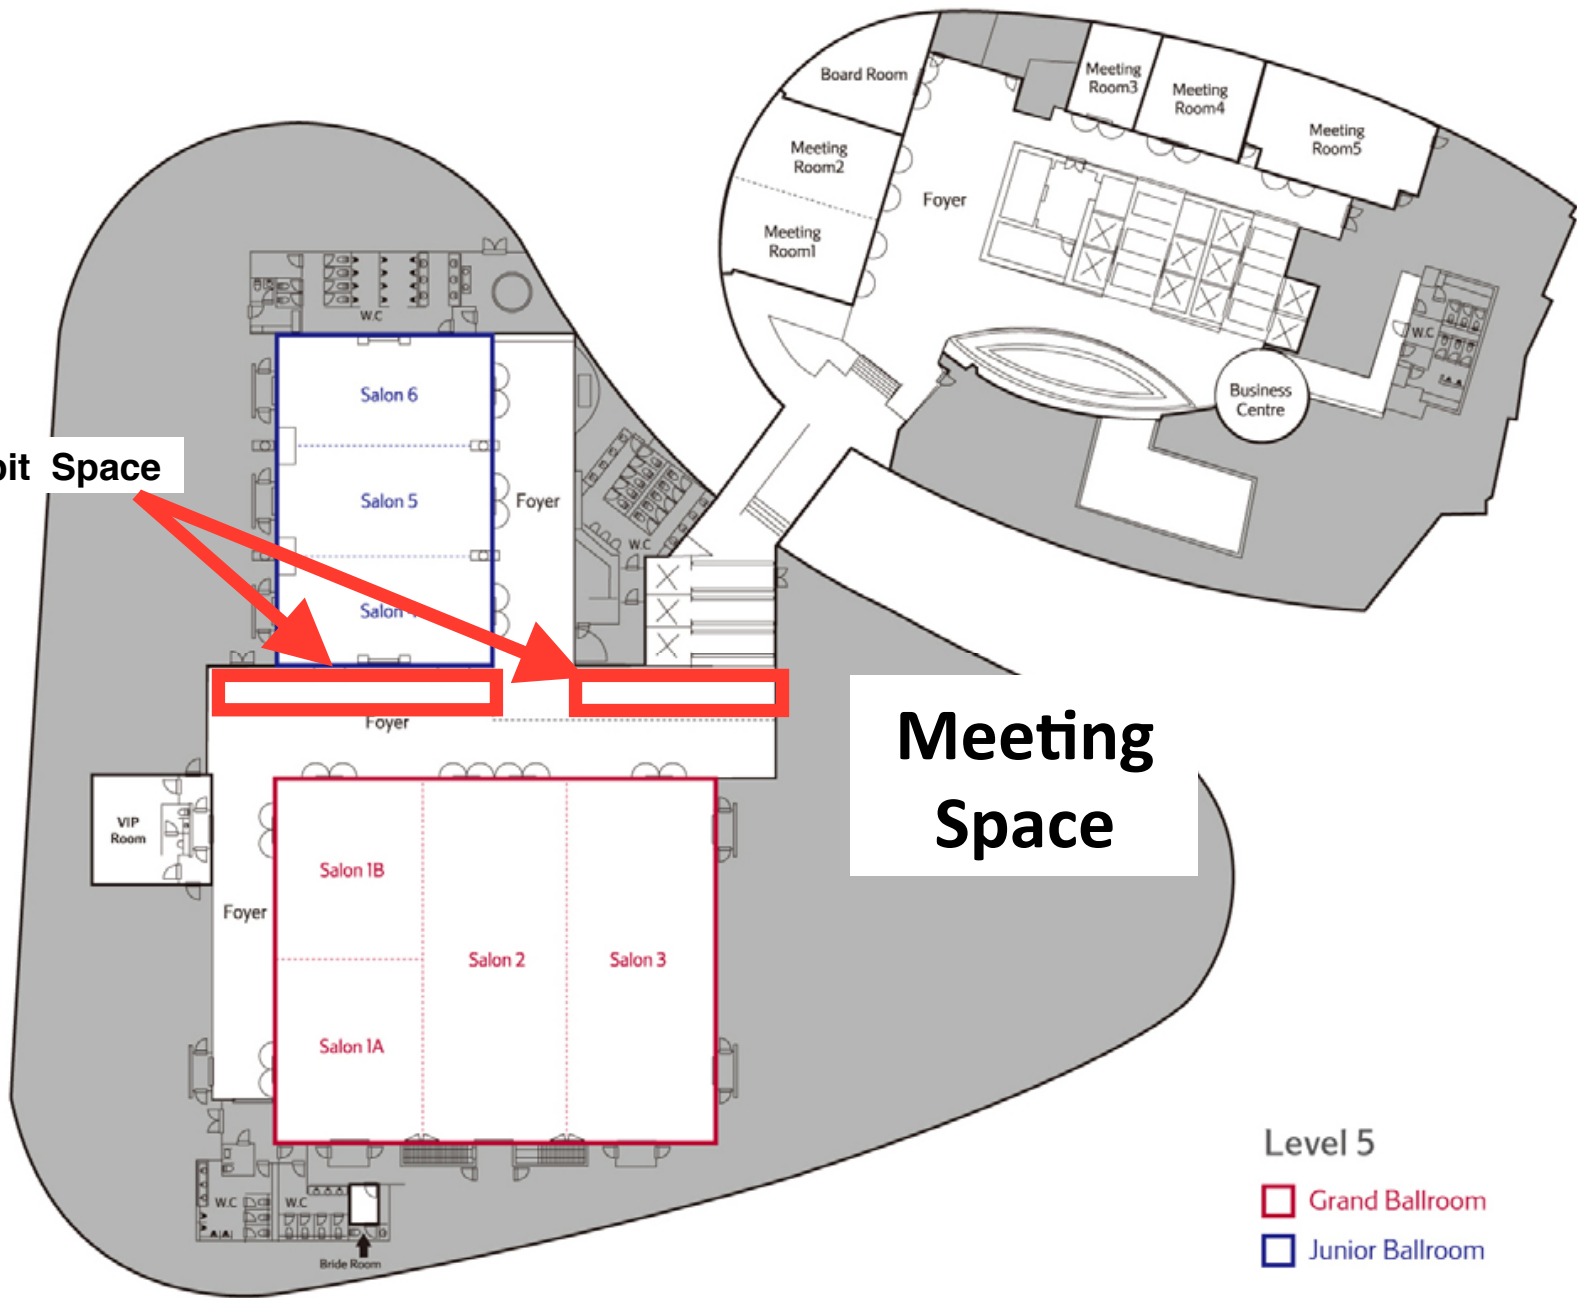 Board Room
Meeting
Room3
Meeting
Room4
Meeting
Room5
Meeting
Room2
Foyer
Meeting
Room1
W.C
W.C
Business
Centre
Salon 6
Space
Salon 5
Foyer
W.C
Salon
Foyer
Meeting
Space
VIP
Room
Salon 1B
Foyer
Salon 2
Salon 3
Salon 1A
Level 5
W.C
W.C
Grand Ballroom
Bride Room
Junior Ballroom